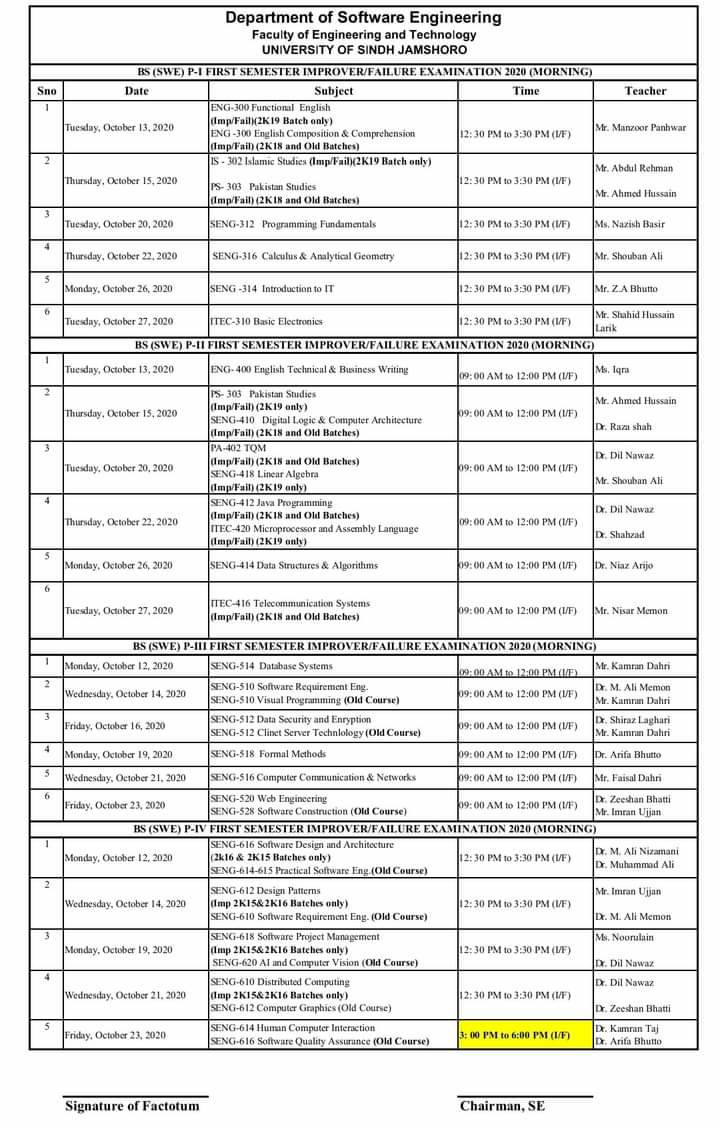 Department of Software Engineering
Faculty of Engineering and Technology
UNIVERSITY OF SINDH JAMSHORO
BS (SWE) P-I FIRST SEMESTER IMPROVER/FAILURE EXAMINATION 2020 (MORNING)
Sno Date Subject Time Teacher
1 Tuesday, October 13, 2020 ENG-300 Functional English
(Imp/Fail)(2K19 Batch only)
ENG -300 English Composition & Comprehension
(Imp/Fail) (2K18 and Old Batches)
12: 30 PM to 3:30 PM (I/F) Mr. Manzoor Panhwar
2 Thursday, October 15, 2020 IS - 302 Islamic Studies (Imp/Fail)(2K19 Batch only)
PS- 303 Pakistan Studies
(Imp/Fail) (2K18 and Old Batches)
12: 30 PM to 3:30 PM (I/F) Mr. Abdul Rehman
Mr. Ahmed Hussain
3 Tuesday, October 20, 2020 SENG-312 Programming Fundamentals 12: 30 PM to 3:30 PM (I/F) Ms. Nazish Basir
4 Thursday, October 22, 2020 SENG-316 Calculus & Analytical Geometry 12: 30 PM to 3:30 PM (I/F) Mr. Shouban Ali
5 Monday, October 26, 2020 SENG -314 Introduction to IT 12: 30 PM to 3:30 PM (I/F) Mr. Z.A Bhutto
6 Tuesday, October 27, 2020 ITEC-310 Basic Electronics 12: 30 PM to 3:30 PM (I/F) Mr. Shahid Hussain
Larik
BS (SWE) P-II FIRST SEMESTER IMPROVER/FAILURE EXAMINATION 2020 (MORNING)
1 Tuesday, October 13, 2020 ENG- 400 English Technical & Business Writing 09: 00 AM to 12:00 PM (I/F) Ms. Iqra
2 Thursday, October 15, 2020 PS- 303 Pakistan Studies
(Imp/Fail) (2K19 only)
SENG-410 Digital Logic & Computer Architecture
(Imp/Fail) (2K18 and Old Batches)
09: 00 AM to 12:00 PM (I/F) Mr. Ahmed Hussain
Dr. Raza shah
3 Tuesday, October 20, 2020 PA-402 TQM
(Imp/Fail) (2K18 and Old Batches)
SENG-418 Linear Algebra
(Imp/Fail) (2K19 only)
09: 00 AM to 12:00 PM (I/F) Dr. Dil Nawaz
Mr. Shouban Ali
4 Thursday, October 22, 2020 SENG-412 Java Programming
(Imp/Fail) (2K18 and Old Batches)
ITEC-420 Microprocessor and Assembly Language
(Imp/Fail) (2K19 only)
09: 00 AM to 12:00 PM (I/F) Dr. Dil Nawaz
Dr. Shahzad
5 Monday, October 26, 2020 SENG-414 Data Structures & Algorithms 09: 00 AM to 12:00 PM (I/F) Dr. Niaz Arijo
6 Tuesday, October 27, 2020 ITEC-416 Telecommunication Systems
(Imp/Fail) (2K18 and Old Batches)
09: 00 AM to 12:00 PM (I/F) Mr. Nisar Memon
BS (SWE) P-III FIRST SEMESTER IMPROVER/FAILURE EXAMINATION 2020 (MORNING)
1 Monday, October 12, 2020 SENG-514 Database Systems 09: 00 AM to 12:00 PM (I/F) Mr. Kamran Dahri
2 Wednesday, October 14, 2020 SENG-510 Software Requirement Eng.
SENG-510 Visual Programming (Old Course)
09: 00 AM to 12:00 PM (I/F) Dr. M. Ali Memon
Mr. Kamran Dahri
3 Friday, October 16, 2020 SENG-512 Data Security and Enryption
SENG-512 Clinet Server Technlology (Old Course)
09: 00 AM to 12:00 PM (I/F) Dr. Shiraz Laghari
Mr. Kamran Dahri
4 Monday, October 19, 2020 SENG-518 Formal Methods 09: 00 AM to 12:00 PM (I/F) Dr. Arifa Bhutto
5 Wednesday, October 21, 2020 SENG-516 Computer Communication & Networks 09: 00 AM to 12:00 PM (I/F) Mr. Faisal Dahri
6 Friday, October 23, 2020 SENG-520 Web Engineering
SENG-528 Software Construction (Old Course)
09: 00 AM to 12:00 PM (I/F) Dr. Zeeshan Bhatti
Mr. Imran Ujjan
BS (SWE) P-IV FIRST SEMESTER IMPROVER/FAILURE EXAMINATION 2020 (MORNING)
1 Monday, October 12, 2020 SENG-616 Software Design and Architecture
(2k16 & 2K15 Batches only)
SENG-614-615 Practical Software Eng.(Old Course)
12: 30 PM to 3:30 PM (I/F) Dr. M. Ali Nizamani
Dr. Muhammad Ali
2 Wednesday, October 14, 2020 SENG-612 Design Patterns
(Imp 2K15&2K16 Batches only)
SENG-610 Software Requirement Eng. (Old Course)
12: 30 PM to 3:30 PM (I/F) Mr. Imran Ujjan
Dr. M. Ali Memon
3 Monday, October 19, 2020 SENG-618 Software Project Management
(Imp 2K15&2K16 Batches only)
SENG-620 AI and Computer Vision (Old Course)
12: 30 PM to 3:30 PM (I/F) Ms. Noorulain
Dr. Dil Nawaz
4 Wednesday, October 21, 2020 SENG-610 Distributed Computing
(Imp 2K15&2K16 Batches only)
SENG-612 Computer Graphics (Old Course)
12: 30 PM to 3:30 PM (I/F) Dr. Dil Nawaz
Dr. Zeeshan Bhatti
5 Friday, October 23, 2020 SENG-614 Human Computer Interaction
SENG-616 Software Quality Assurance (Old Course)
3: 00 PM to 6:00 PM (I/F) Dr. Kamran Taj
Dr. Arifa Bhutto
Signature of Factotum Chairman, SE